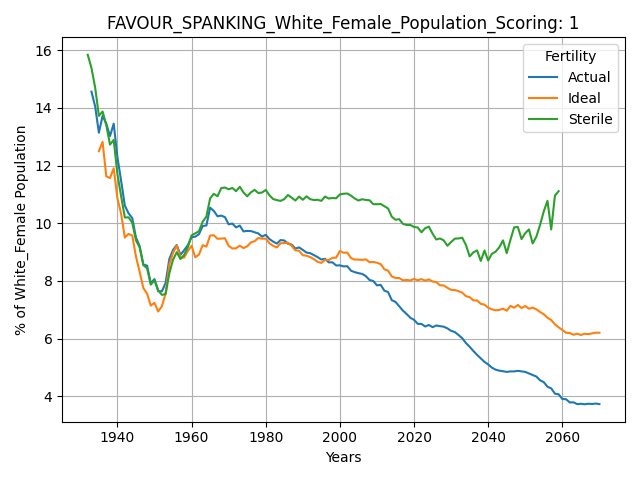 FAVOUR_SPANKING_White_Female_Population_Scoring: 1
Fertility
Actual
Ideal
Sterile
% of White_Female Population
16
14
12
10
8
6
4
1940 1960 1980 2000 2020 2040 2060
Years